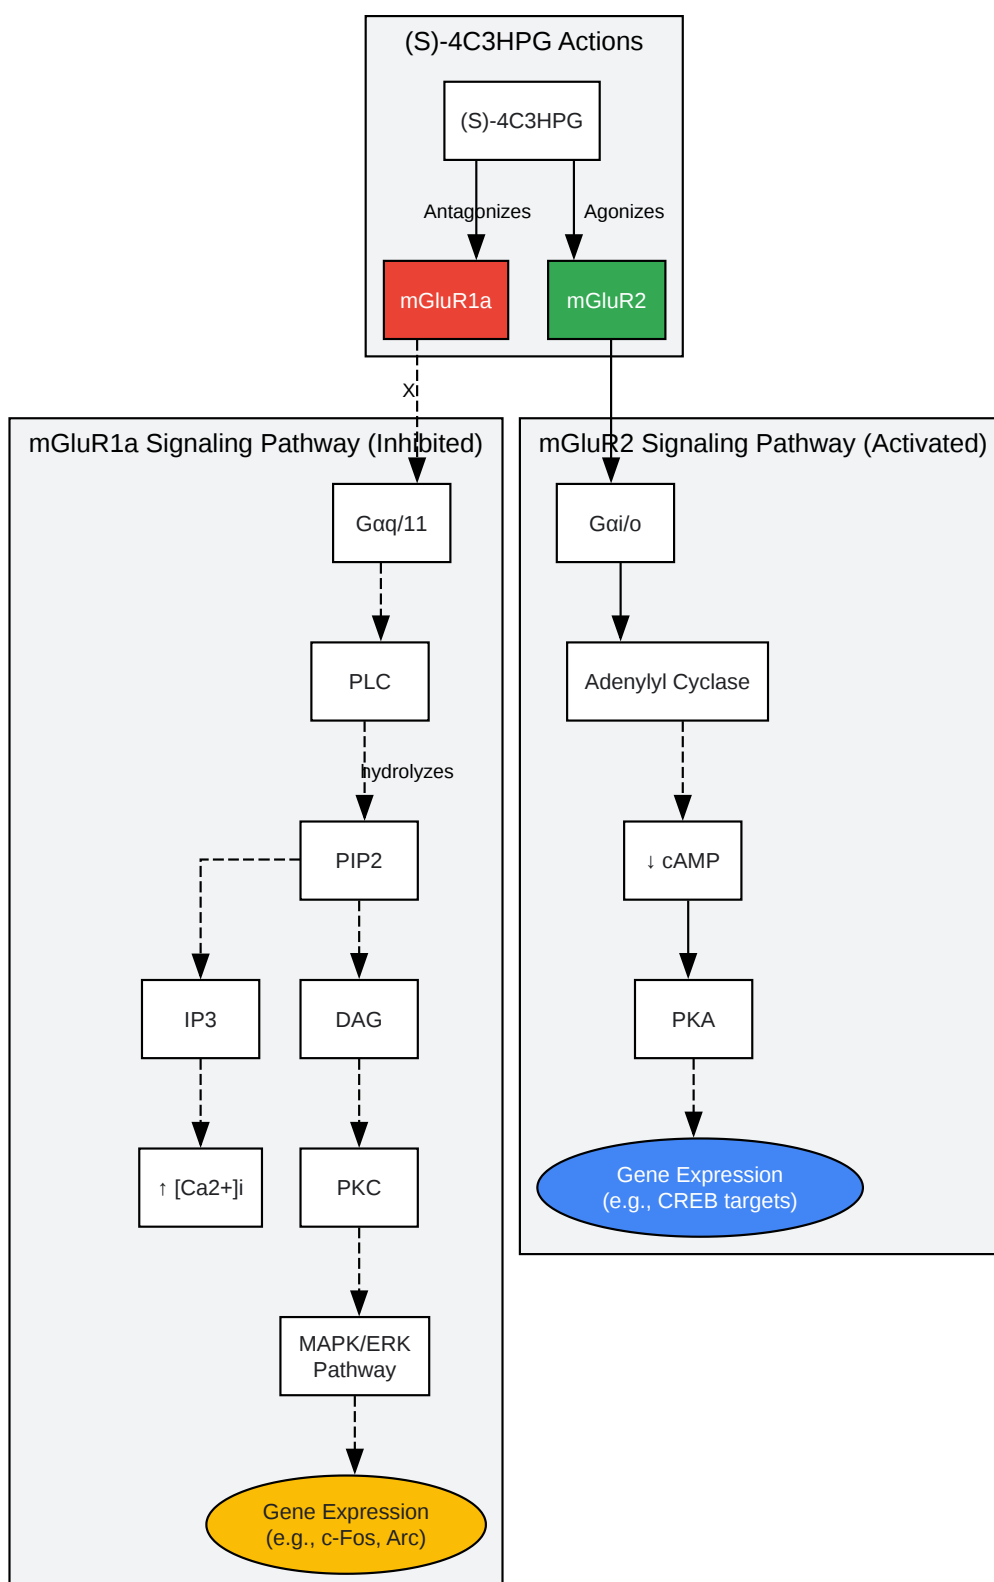 (S)-4C3HPG Actions
(S)-4C3HPG
Antagonizes
Agonizes
mGluR1a
mGluR2
X
mGluR1a Signaling Pathway (Inhibited)
Gαq/11
PLC
hydrolyzes
PIP2
IP3
DAG
↑ [Ca2+]i
PKC
MAPK/ERK
Pathway
Gene Expression
(e.g., c-Fos, Arc)
mGluR2 Signaling Pathway (Activated)
Gαi/o
Adenylyl Cyclase
↓ cAMP
PKA
Gene Expression
(e.g., CREB targets)